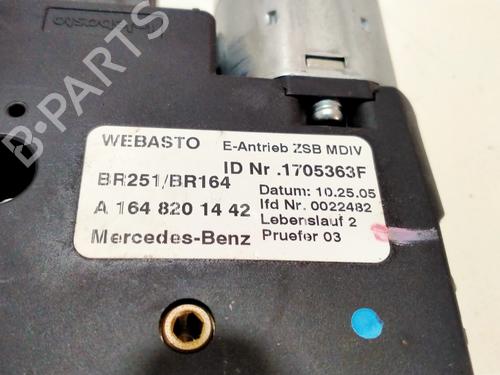 Webasto
B-PARTS
WEBASTO E-Antrieb ZSB MDIV
ID Nr .1705363F
BR251/BR164 Datum: 10.25.05
A 164 820 14 42 lfd Nr. 0022482
Lebenslauf 2
Mercedes-Benz Pruefer 03